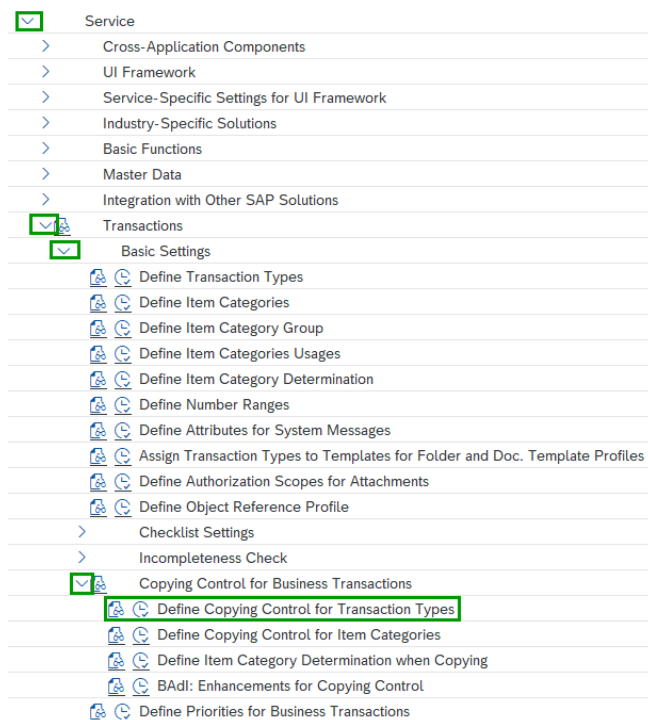 Service
Cross-Application Components
UI Framework
Service-Specific Settings for UI Framework
Industry-Specific Solutions
Basic Functions
Master Data
Integration with Other SAP Solutions
Transactions
Basic Settings
Define Transaction Types
Define Item Categories
Define Item Category Group
Define Item Categories Usages
Define Item Category Determination
Define Number Ranges
Define Attributes for System Messages
Assign Transaction Types to Templates for Folder and Doc. Template Profiles
Define Authorization Scopes for Attachments
Define Object Reference Profile
Checklist Settings
Incompleteness Check
Copying Control for Business Transactions
Define Copying Control for Transaction Types
Define Copying Control for Item Categories
Define Item Category Determination when Copying
BAdI: Enhancements for Copying Control
Define Priorities for Business Transactions